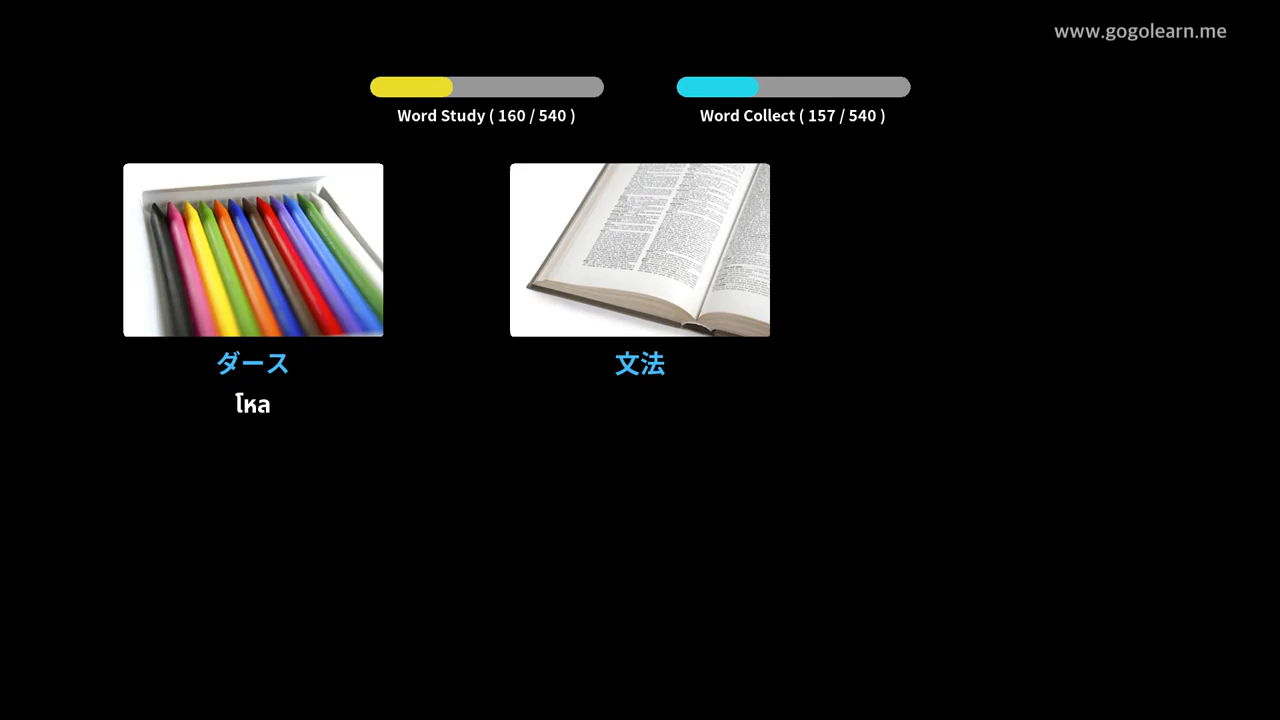 www.gogolearn.me
Word Study ( 160 / 540 )
Word Collect ( 157 / 540 )
ダース
文法
โหล